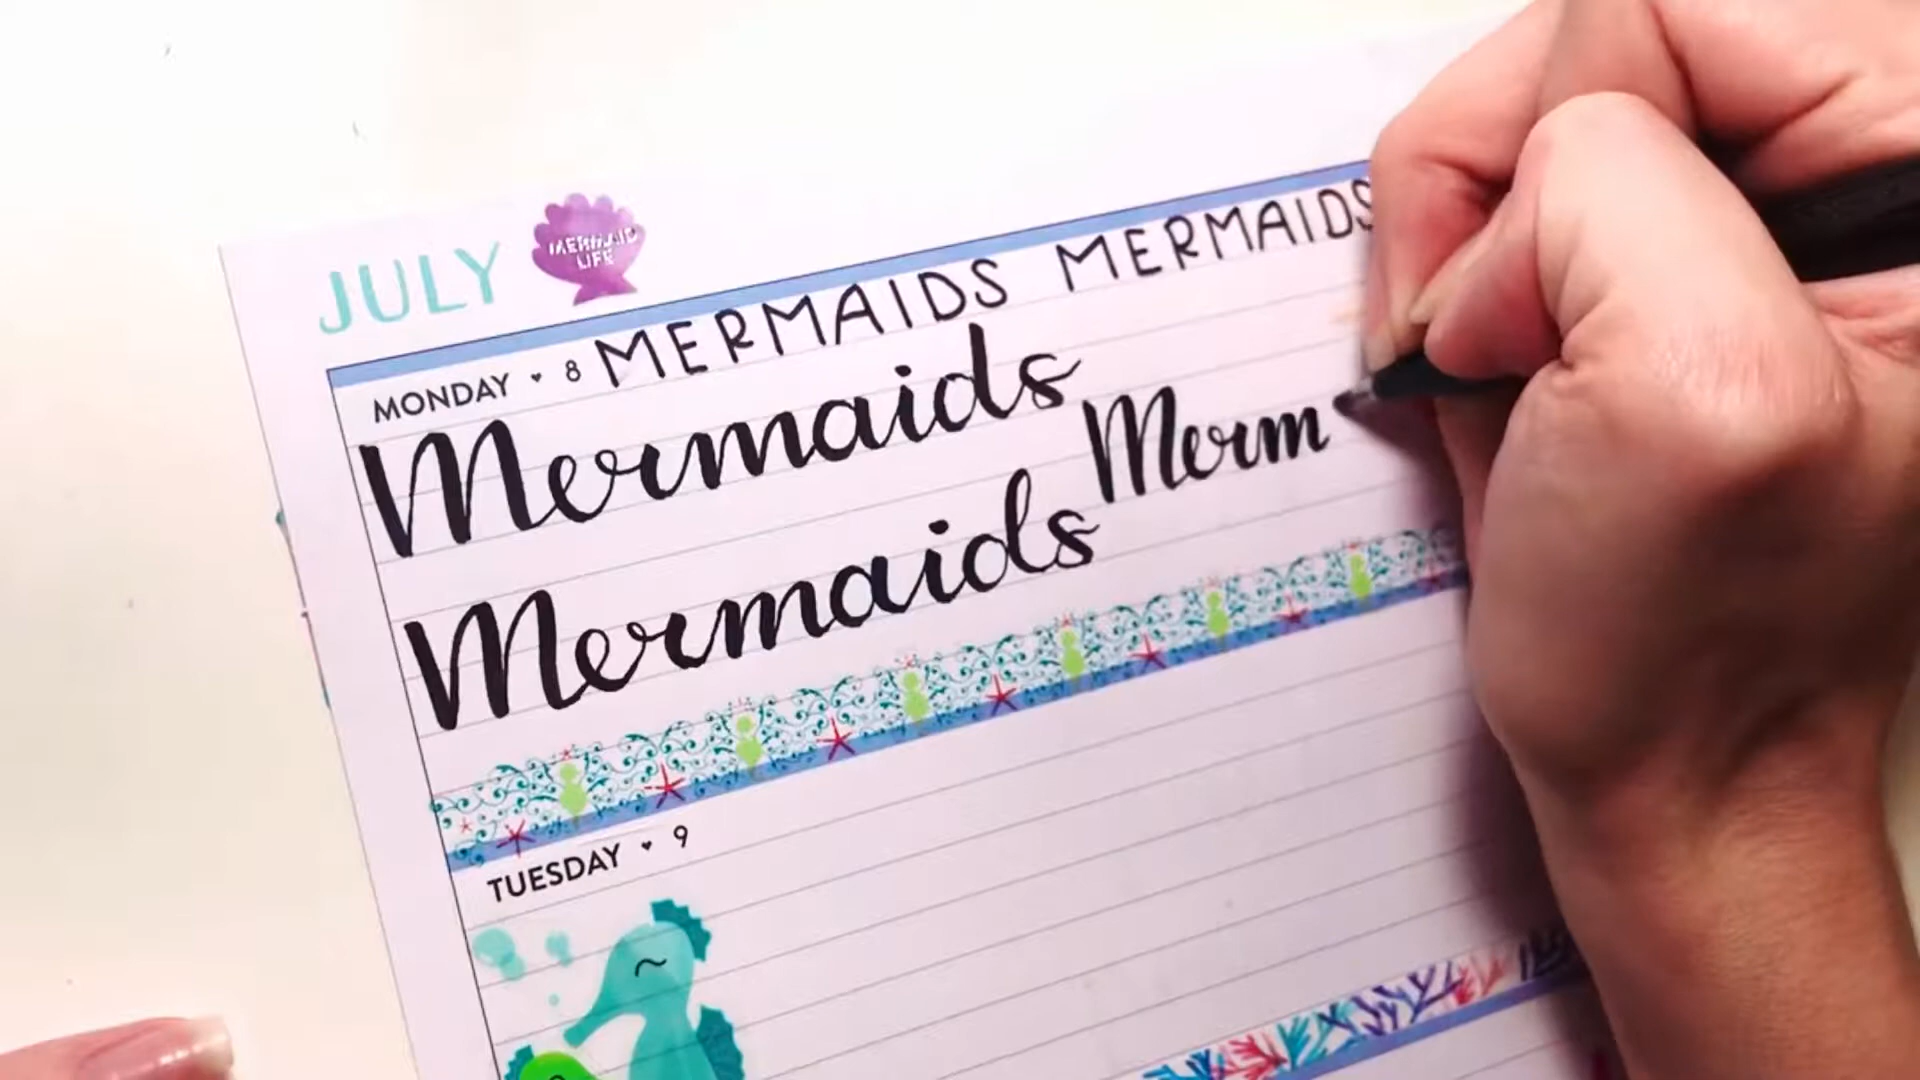 JULY
MERMAID
LIFE
MONDAY ♥ 8 MERMAIDS MERMAIDS
Mermaids
Merm
Mermaids
TUESDAY ♥ 9